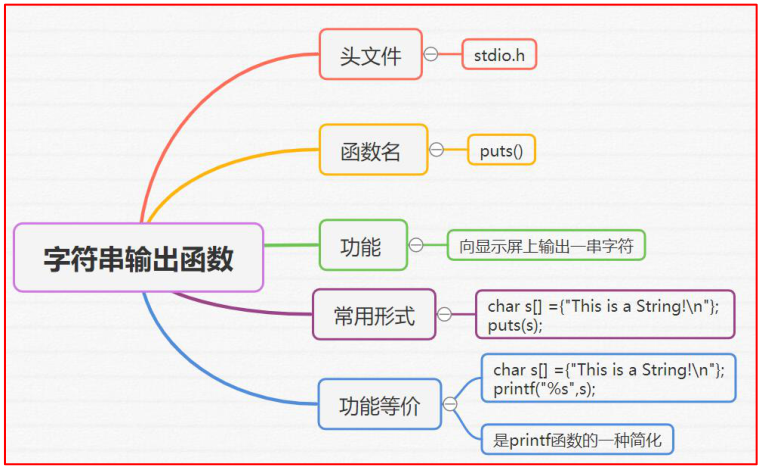 字符串输出函数
头文件
stdio.h
函数名
puts()
功能
向显示屏上输出一串字符
常用形式
char s[] ={"This is a String!\n"};
puts(s);
功能等价
char s[] ={"This is a String!\n"};
printf("%s",s);
是printf函数的一种简化